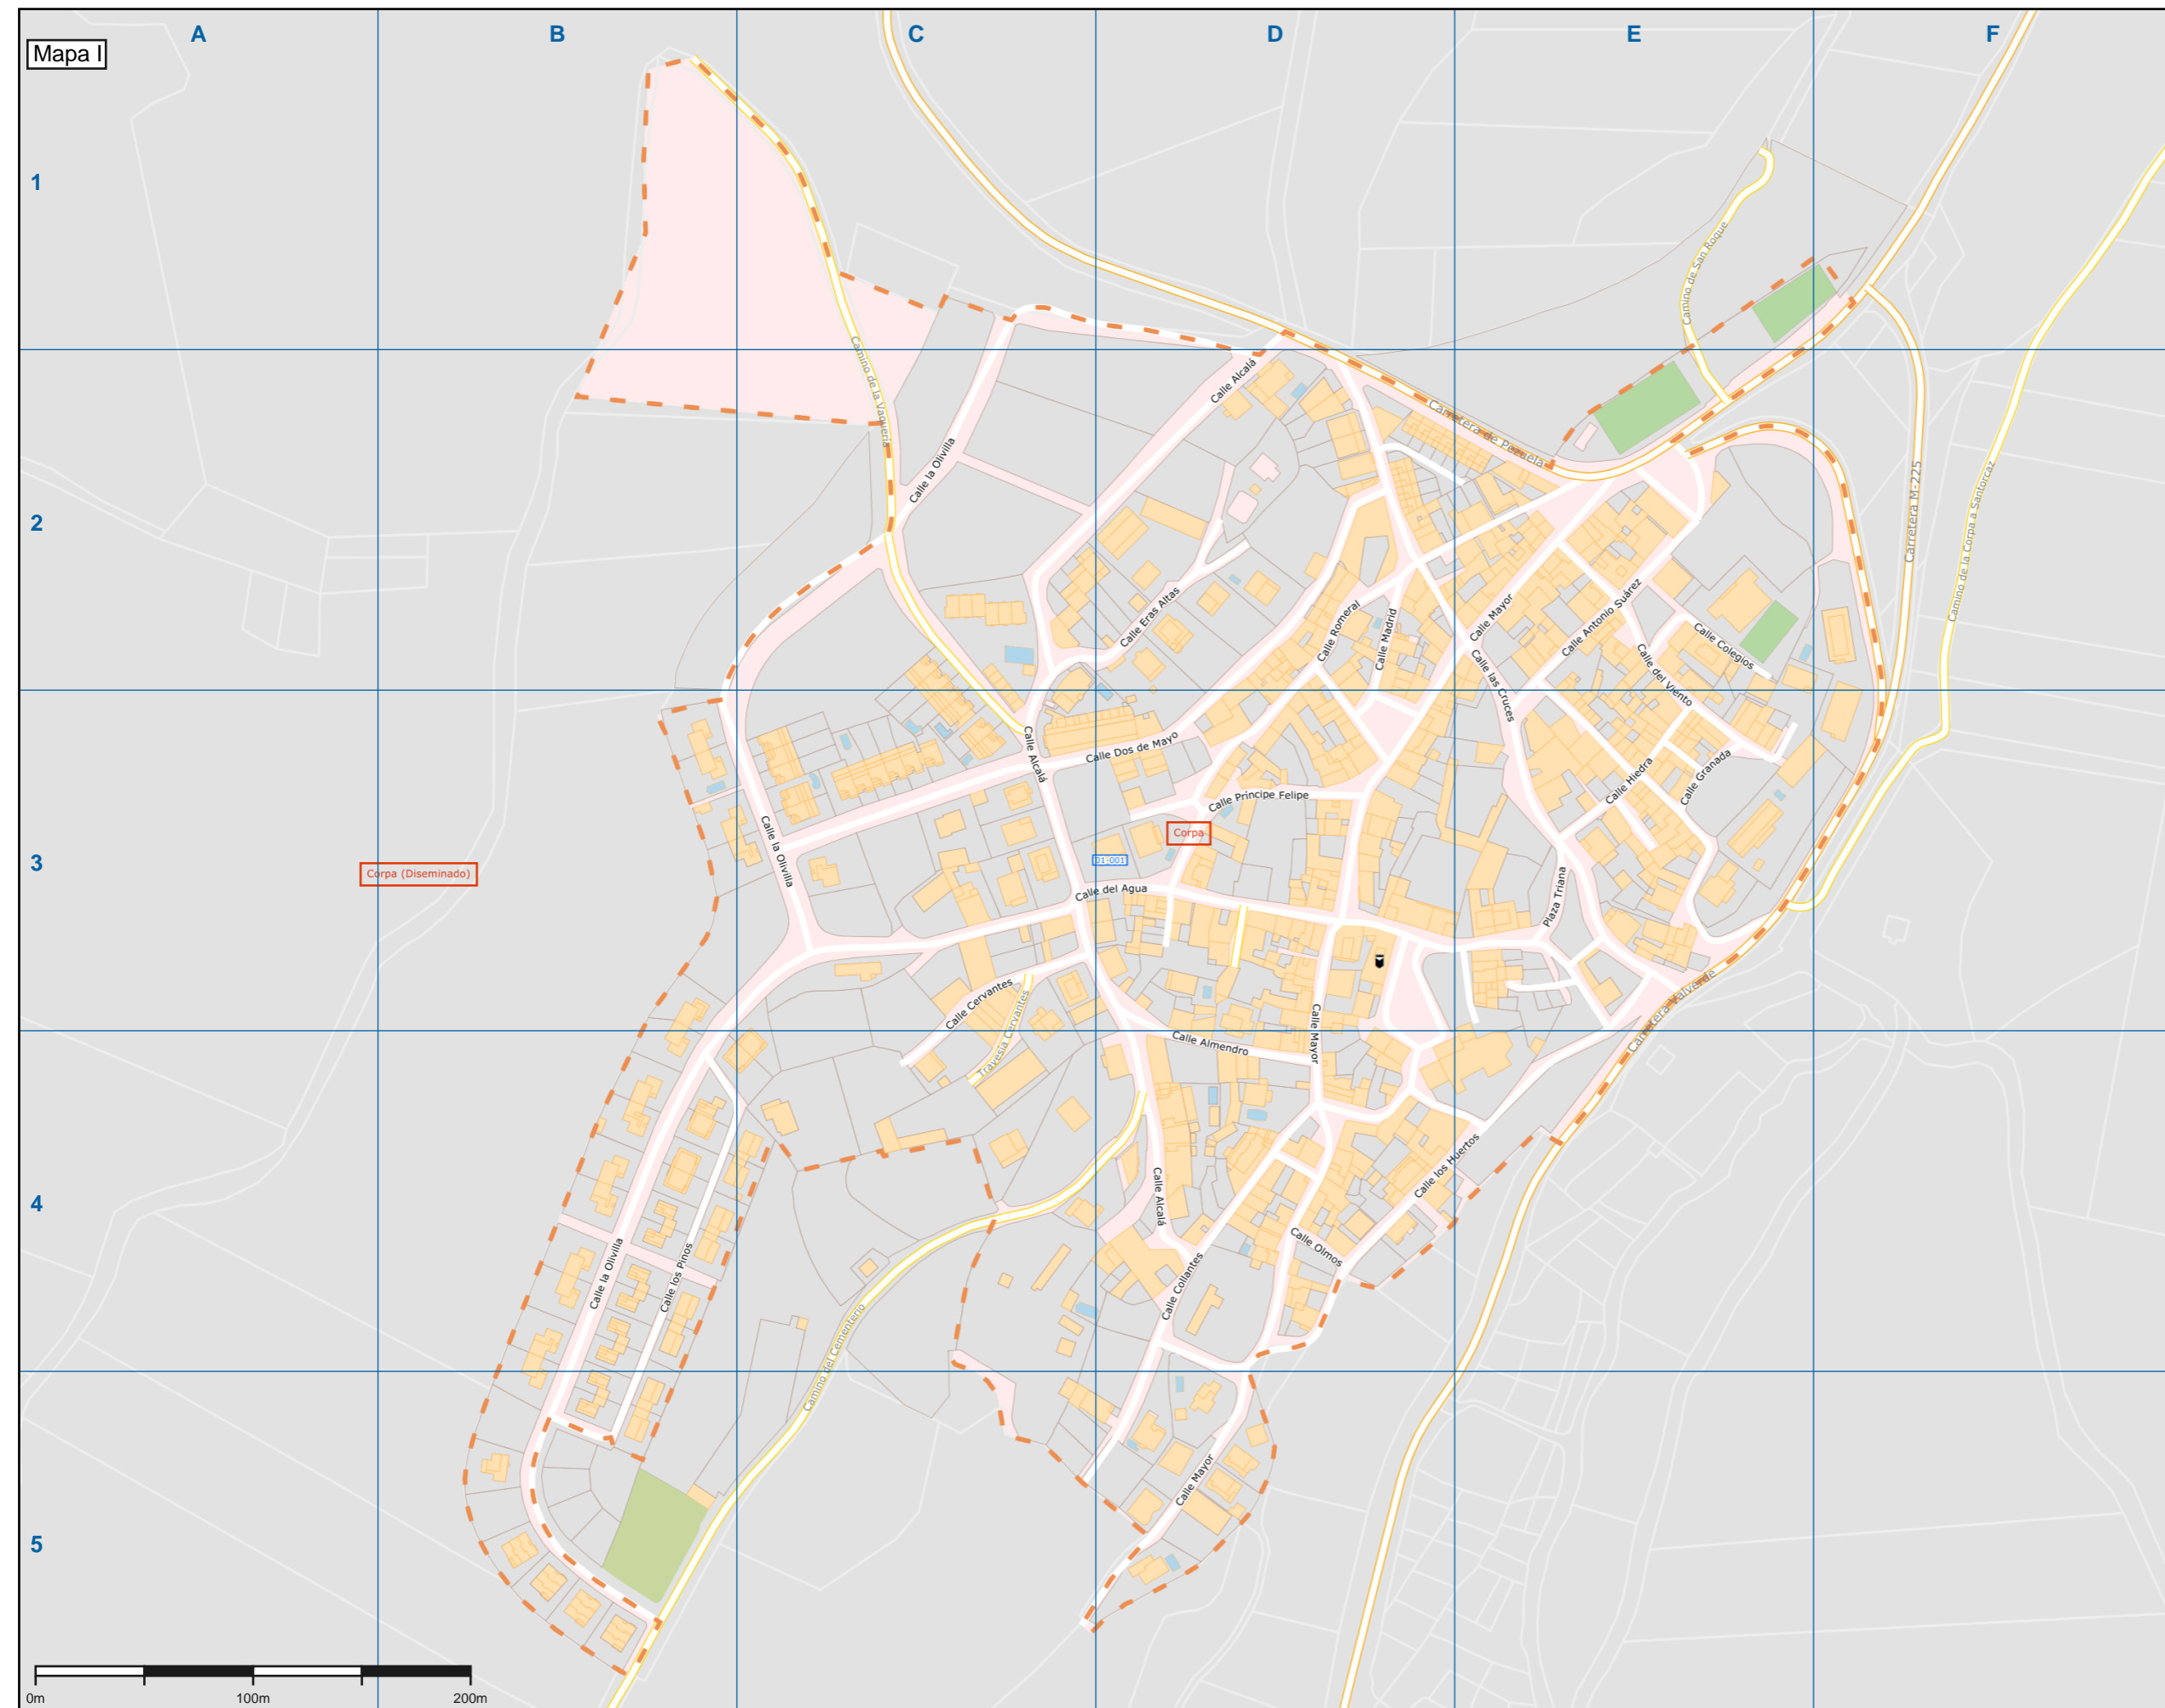 A
B
C
D
E
F
Mapa I
1
Camino de San Roque
Calle Alcalá
Camino de la Vaquería
Carretera de Pezuela
Calle la Olivilla
Carretera M-225
Camino de la Corpa a Santorcaz
2
Calle Eras Altas
Calle Romeral
Calle Madrid
Calle Mayor
Calle Antonio Suárez
Calle Colegios
Calle del Viento
Calle las Cruces
Calle Alcalá
Calle Dos de Mayo
Calle Príncipe Felipe
Calle Hiedra
Calle Granada
Corpa
01-001
3
Corpa (Diseminado)
Calle la Olivilla
Calle del Agua
Plaza Triana
Calle Cervantes
Travesía Cervantes
Calle Mayor
Carretera Valverde
Calle Almendro
4
Calle Alcalá
Calle los Huertos
Calle Olmos
Calle la Olivilla
Calle los Pinos
Calle Collantes
Camino del Cementerio
Calle Mayor
5
0m
100m
200m